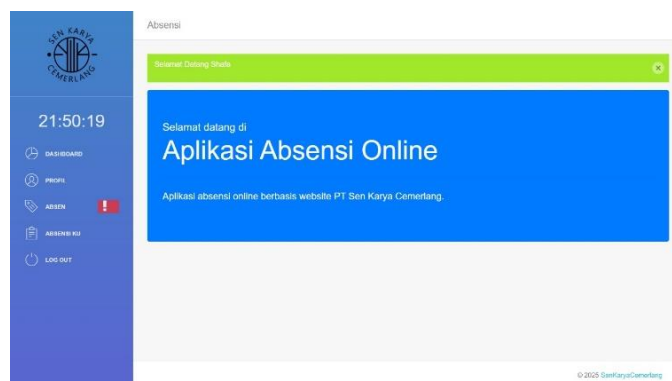 SEN KARYA
CEMERLANG
21:50:19
DASHBOARD
PROFIL
ABSEN
!
ABSENSI KU
LOG OUT
Absensi
Selamat Datang Shafa
Selamat datang di
Aplikasi Absensi Online
Aplikasi absensi online berbasis website PT Sen Karya Cemerlang.
© 2025 SenKaryaCemerlang